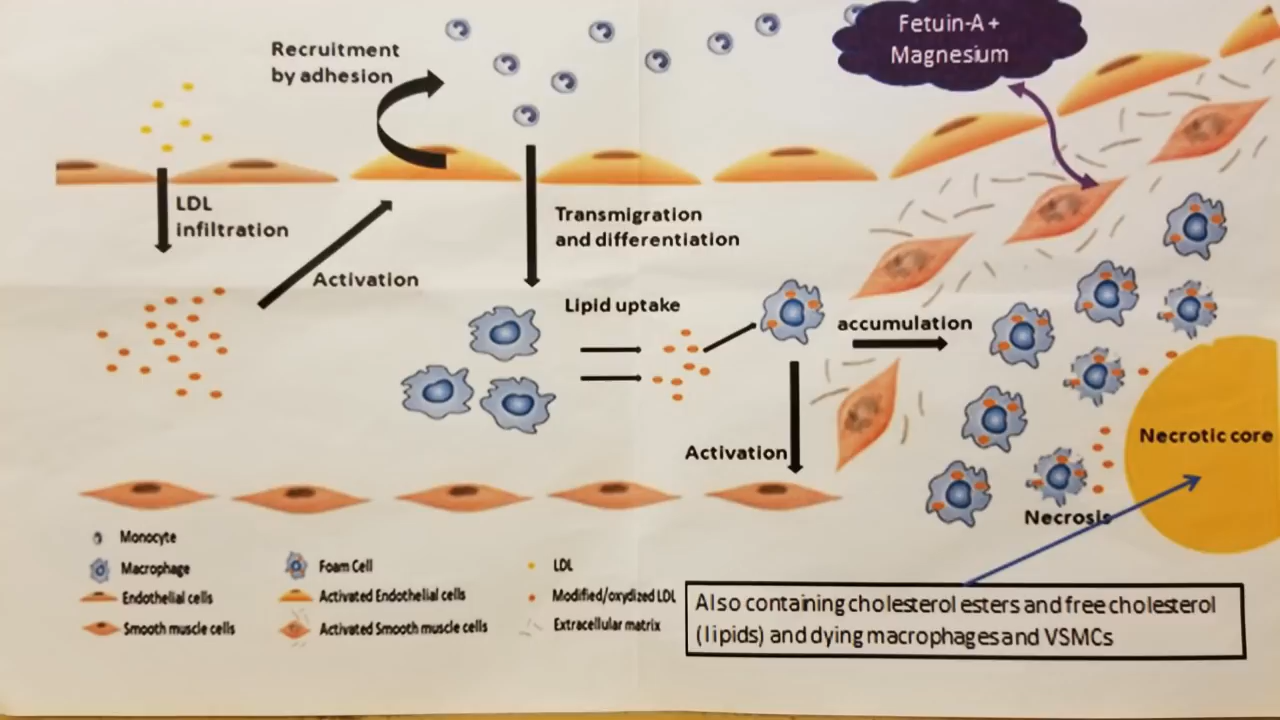 Fetuin-A +
Magnesium
Recruitment
by adhesion
LDL
infiltration
Activation
Transmigration
and differentiation
Lipid uptake
accumulation
Activation
Necrotic core
Necrosis
Monocyte
Macrophage
Endothelial cells
Smooth muscle cells
Foam Cell
Activated Endothelial cells
Activated Smooth muscle cells
LDL
Modified/oxydized LDL
Extracellular matrix
Also containing cholesterol esters and free cholesterol
(lipids) and dying macrophages and VSMCs